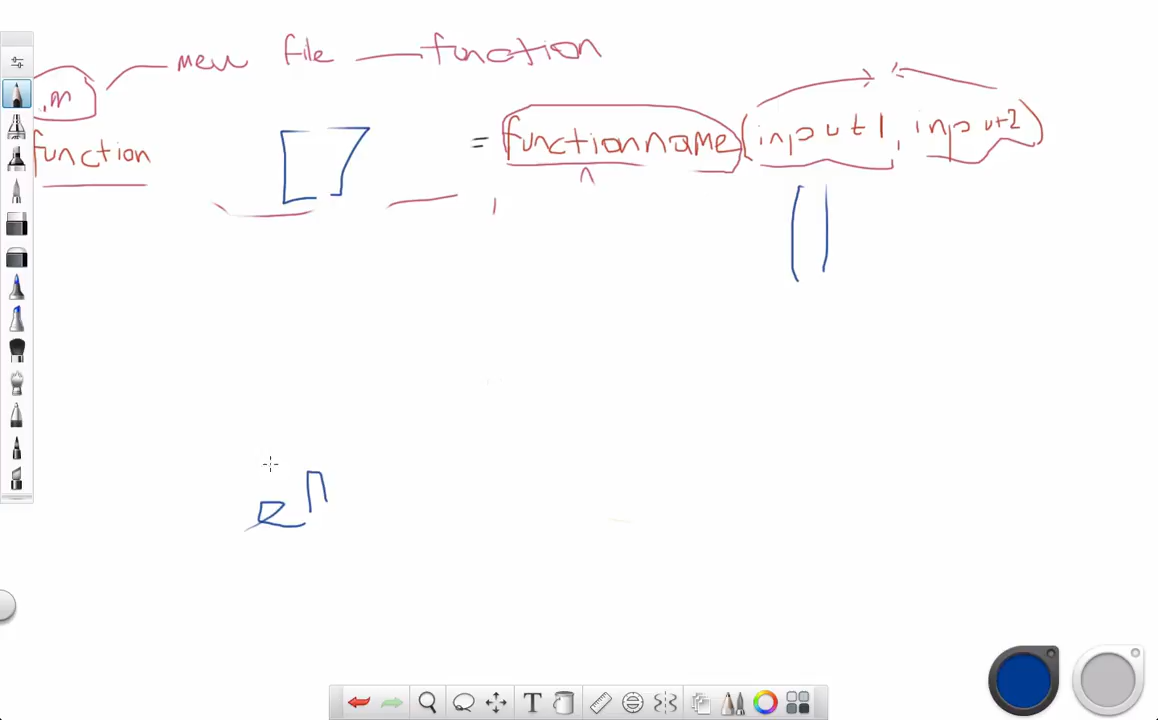 new file — function
.m
function [] = functionname(input1, input2)
()
e^n